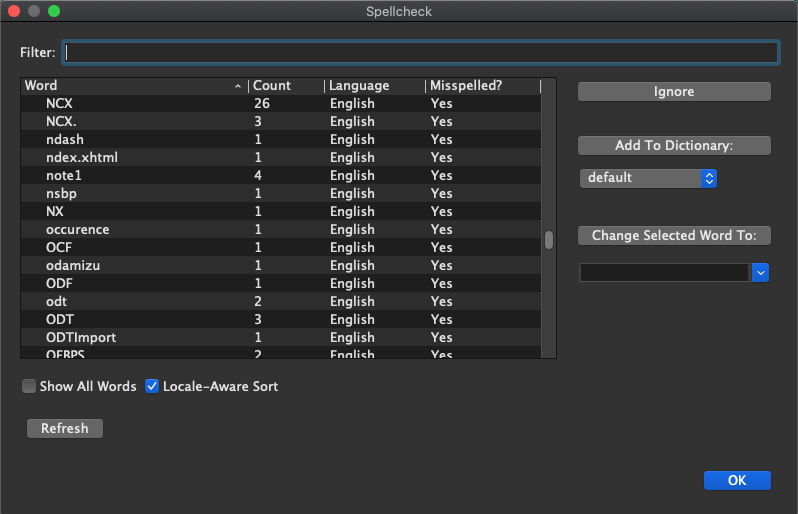 Spellcheck
Filter:
Word Count Language Misspelled?
NCX 26 English Yes
NCX. 3 English Yes
ndash 1 English Yes
ndex.xhtml 1 English Yes
note1 4 English Yes
nsbp 1 English Yes
NX 1 English Yes
occurence 1 English Yes
OCF 1 English Yes
odamizu 1 English Yes
ODF 1 English Yes
odt 2 English Yes
ODT 3 English Yes
ODTImport 1 English Yes
OEBPS 2 English Yes
Ignore
Add To Dictionary:
default
Change Selected Word To:
Show All Words Locale-Aware Sort
Refresh
OK